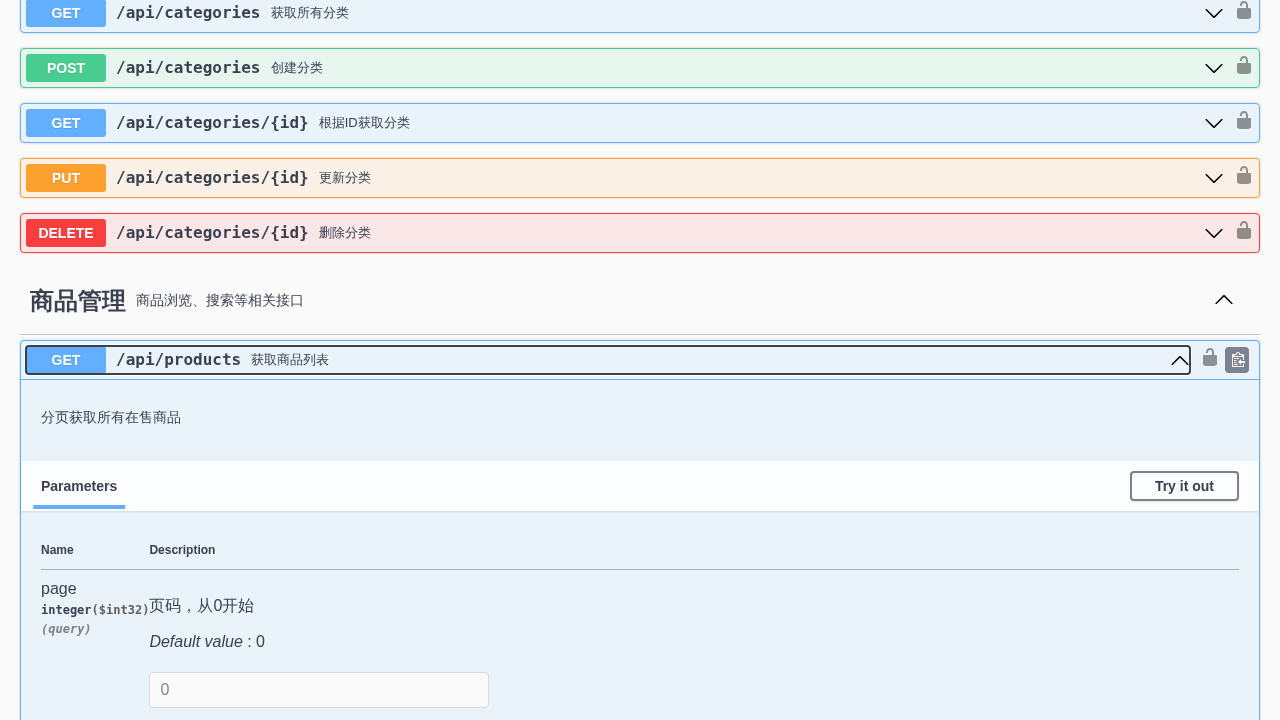 GET /api/categories 获取所有分类
POST /api/categories 创建分类
GET /api/categories/{id} 根据ID获取分类
PUT /api/categories/{id} 更新分类
DELETE /api/categories/{id} 删除分类
商品管理 商品浏览、搜索等相关接口
GET /api/products 获取商品列表
分页获取所有在售商品
Parameters Try it out
Name Description
page
integer($int32) 页码，从0开始
(query)
Default value : 0
0